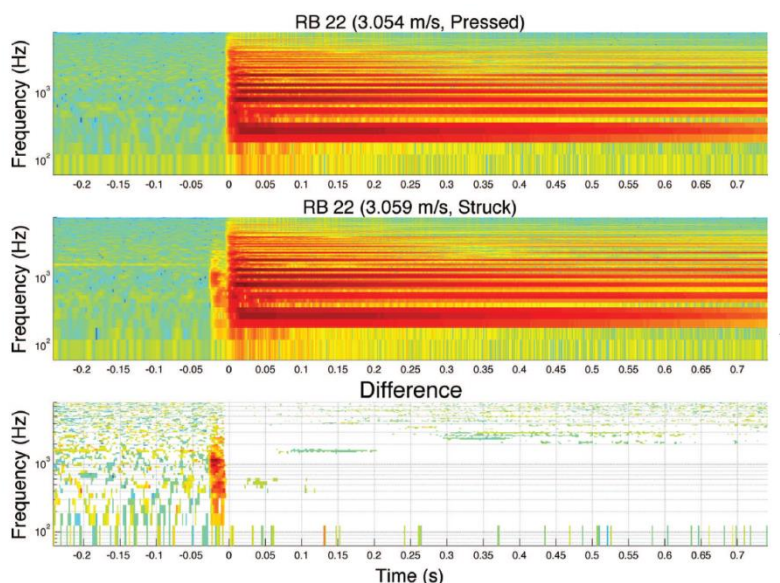 RB 22 (3.054 m/s, Pressed)
Frequency (Hz)
10³
10²
-0.2 -0.15 -0.1 -0.05 0 0.05 0.1 0.15 0.2 0.25 0.3 0.35 0.4 0.45 0.5 0.55 0.6 0.65 0.7
RB 22 (3.059 m/s, Struck)
Frequency (Hz)
10³
10²
-0.2 -0.15 -0.1 -0.05 0 0.05 0.1 0.15 0.2 0.25 0.3 0.35 0.4 0.45 0.5 0.55 0.6 0.65 0.7
Difference
Frequency (Hz)
10³
10²
-0.2 -0.15 -0.1 -0.05 0 0.05 0.1 0.15 0.2 0.25 0.3 0.35 0.4 0.45 0.5 0.55 0.6 0.65 0.7
Time (s)